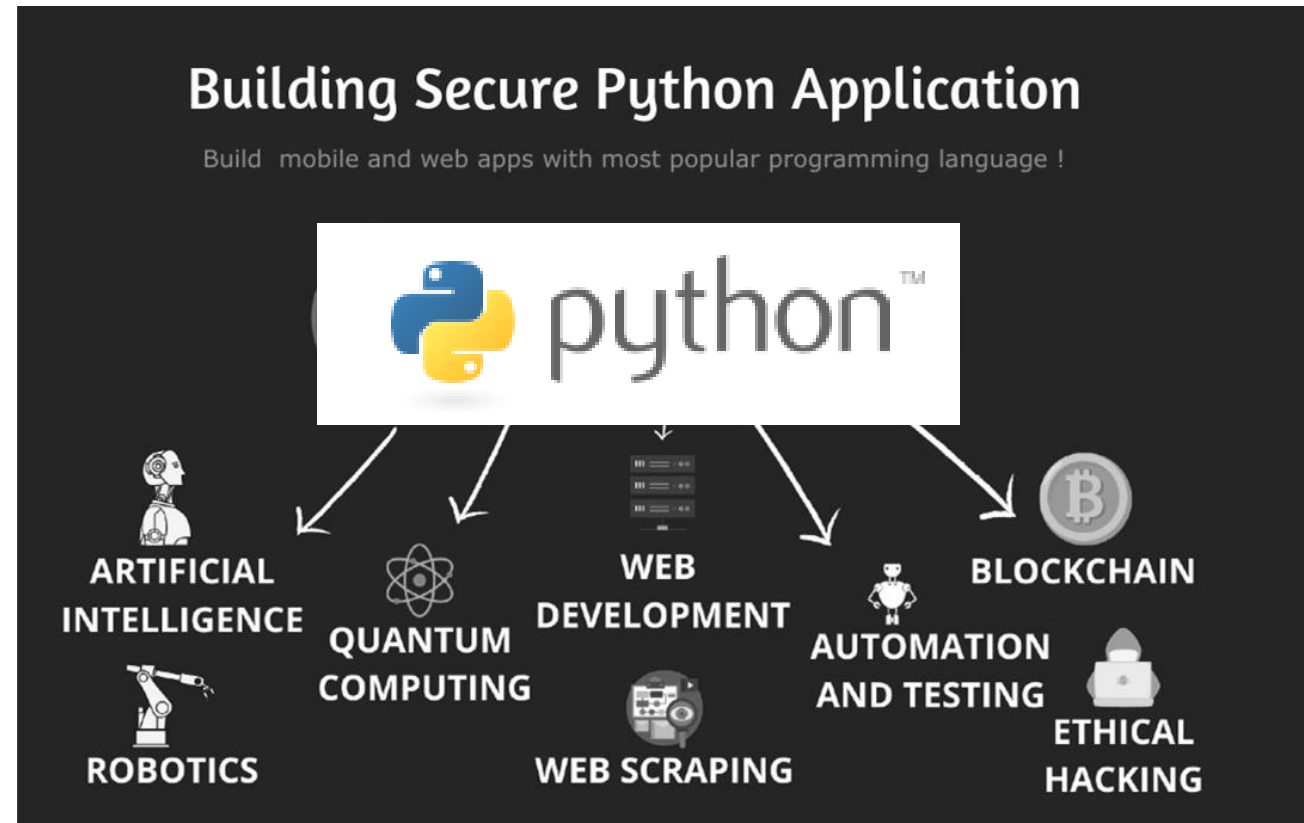 Building Secure Python Application
Build mobile and web apps with most popular programming language !
python™
ARTIFICIAL
INTELLIGENCE
QUANTUM
COMPUTING
WEB
DEVELOPMENT
AUTOMATION
AND TESTING
BLOCKCHAIN
ROBOTICS
WEB SCRAPING
ETHICAL
HACKING